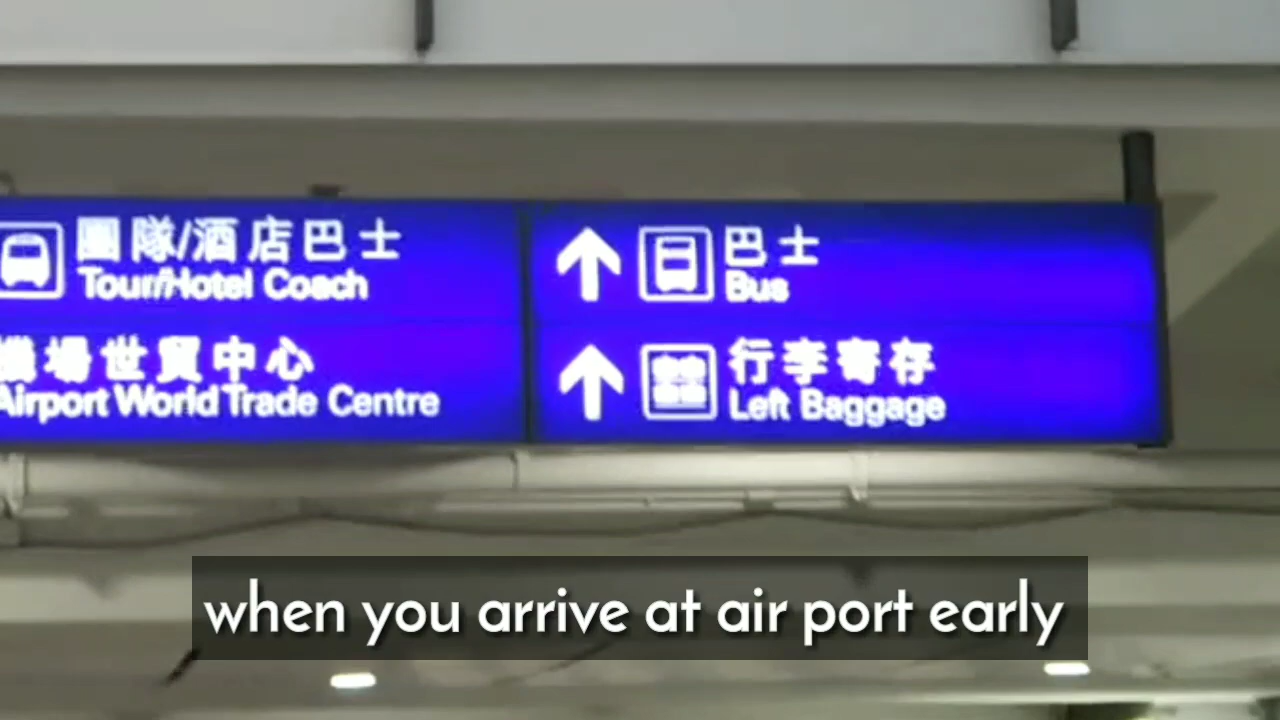 團隊/酒店巴士
Tour/Hotel Coach
機場世貿中心
Airport World Trade Centre
巴士
Bus
行李寄存
Left Baggage
when you arrive at air port early